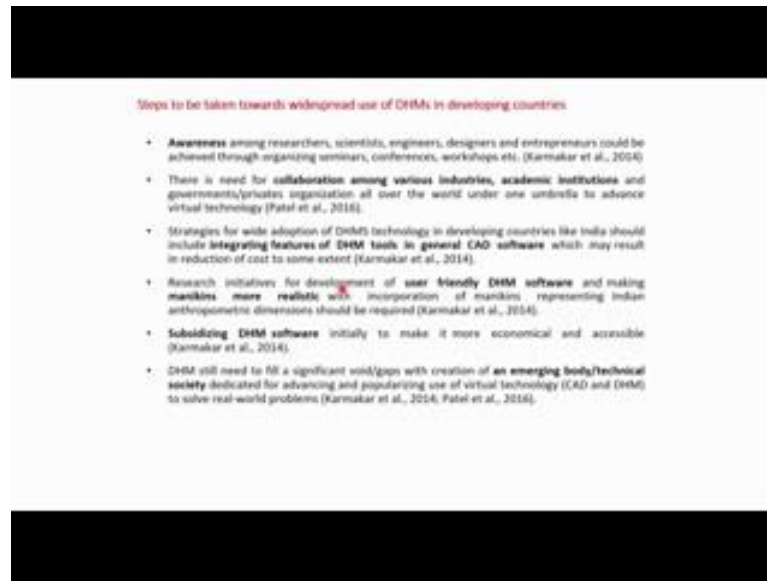 Steps to be taken towards widespread use of DHMs in developing countries
• Awareness among researchers, scientists, engineers, designers and entrepreneurs could be
achieved through organizing seminars, conferences, workshops etc. (Karmakar et al., 2014)
• There is need for collaboration among various industries, academic institutions and
governments/privates organization all over the world under one umbrella to advance
virtual technology (Patel et al., 2016).
• Strategies for wide adoption of DHMS technology in developing countries like India should
include integrating features of DHM tools in general CAD software which may result
in reduction of cost to some extent (Karmakar et al., 2014).
• Research initiatives for development of user friendly DHM software and making
manikins more realistic with incorporation of manikins representing Indian
anthropometric dimensions should be required (Karmakar et al., 2014).
• Subsidizing DHM software initially to make it more economical and accessible
(Karmakar et al., 2014).
• DHM still need to fill a significant void/gaps with creation of an emerging body/technical
society dedicated for advancing and popularizing use of virtual technology (CAD and DHM)
to solve real-world problems (Karmakar et al., 2014; Patel et al., 2016).